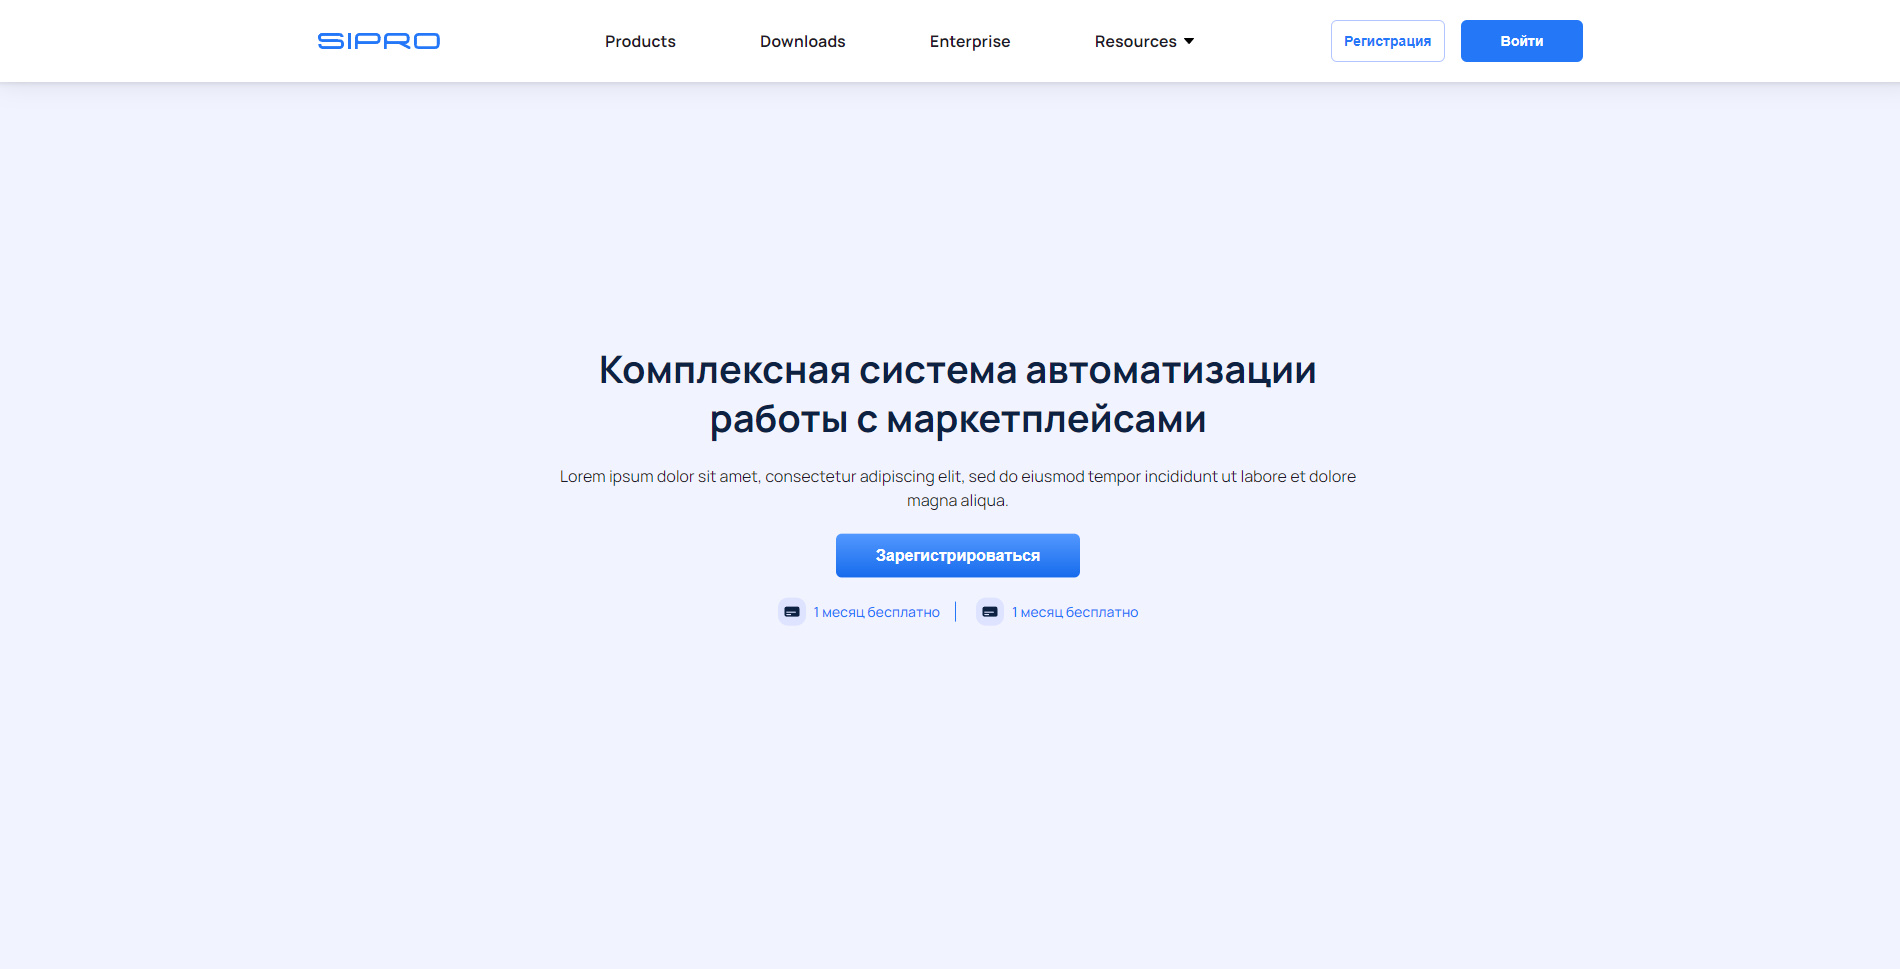 SIPRO
Products
Downloads
Enterprise
Resources
Регистрация
Войти
Комплексная система автоматизации
работы с маркетплейсами
Lorem ipsum dolor sit amet, consectetur adipiscing elit, sed do eiusmod tempor incididunt ut labore et dolore
magna aliqua.
Зарегистрироваться
1 месяц бесплатно
1 месяц бесплатно